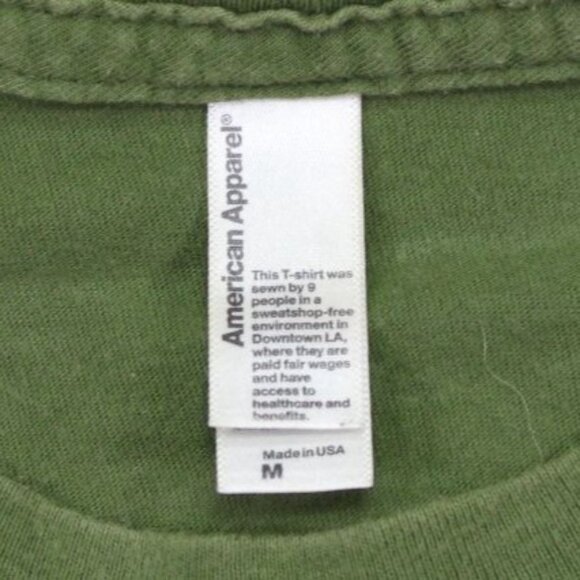 American Apparel®
This T-shirt was
sewn by 9
people in a
sweatshop-free
environment in
Downtown LA,
where they are
paid fair wages
and have
access to
healthcare and
benefits.
Made in USA
M